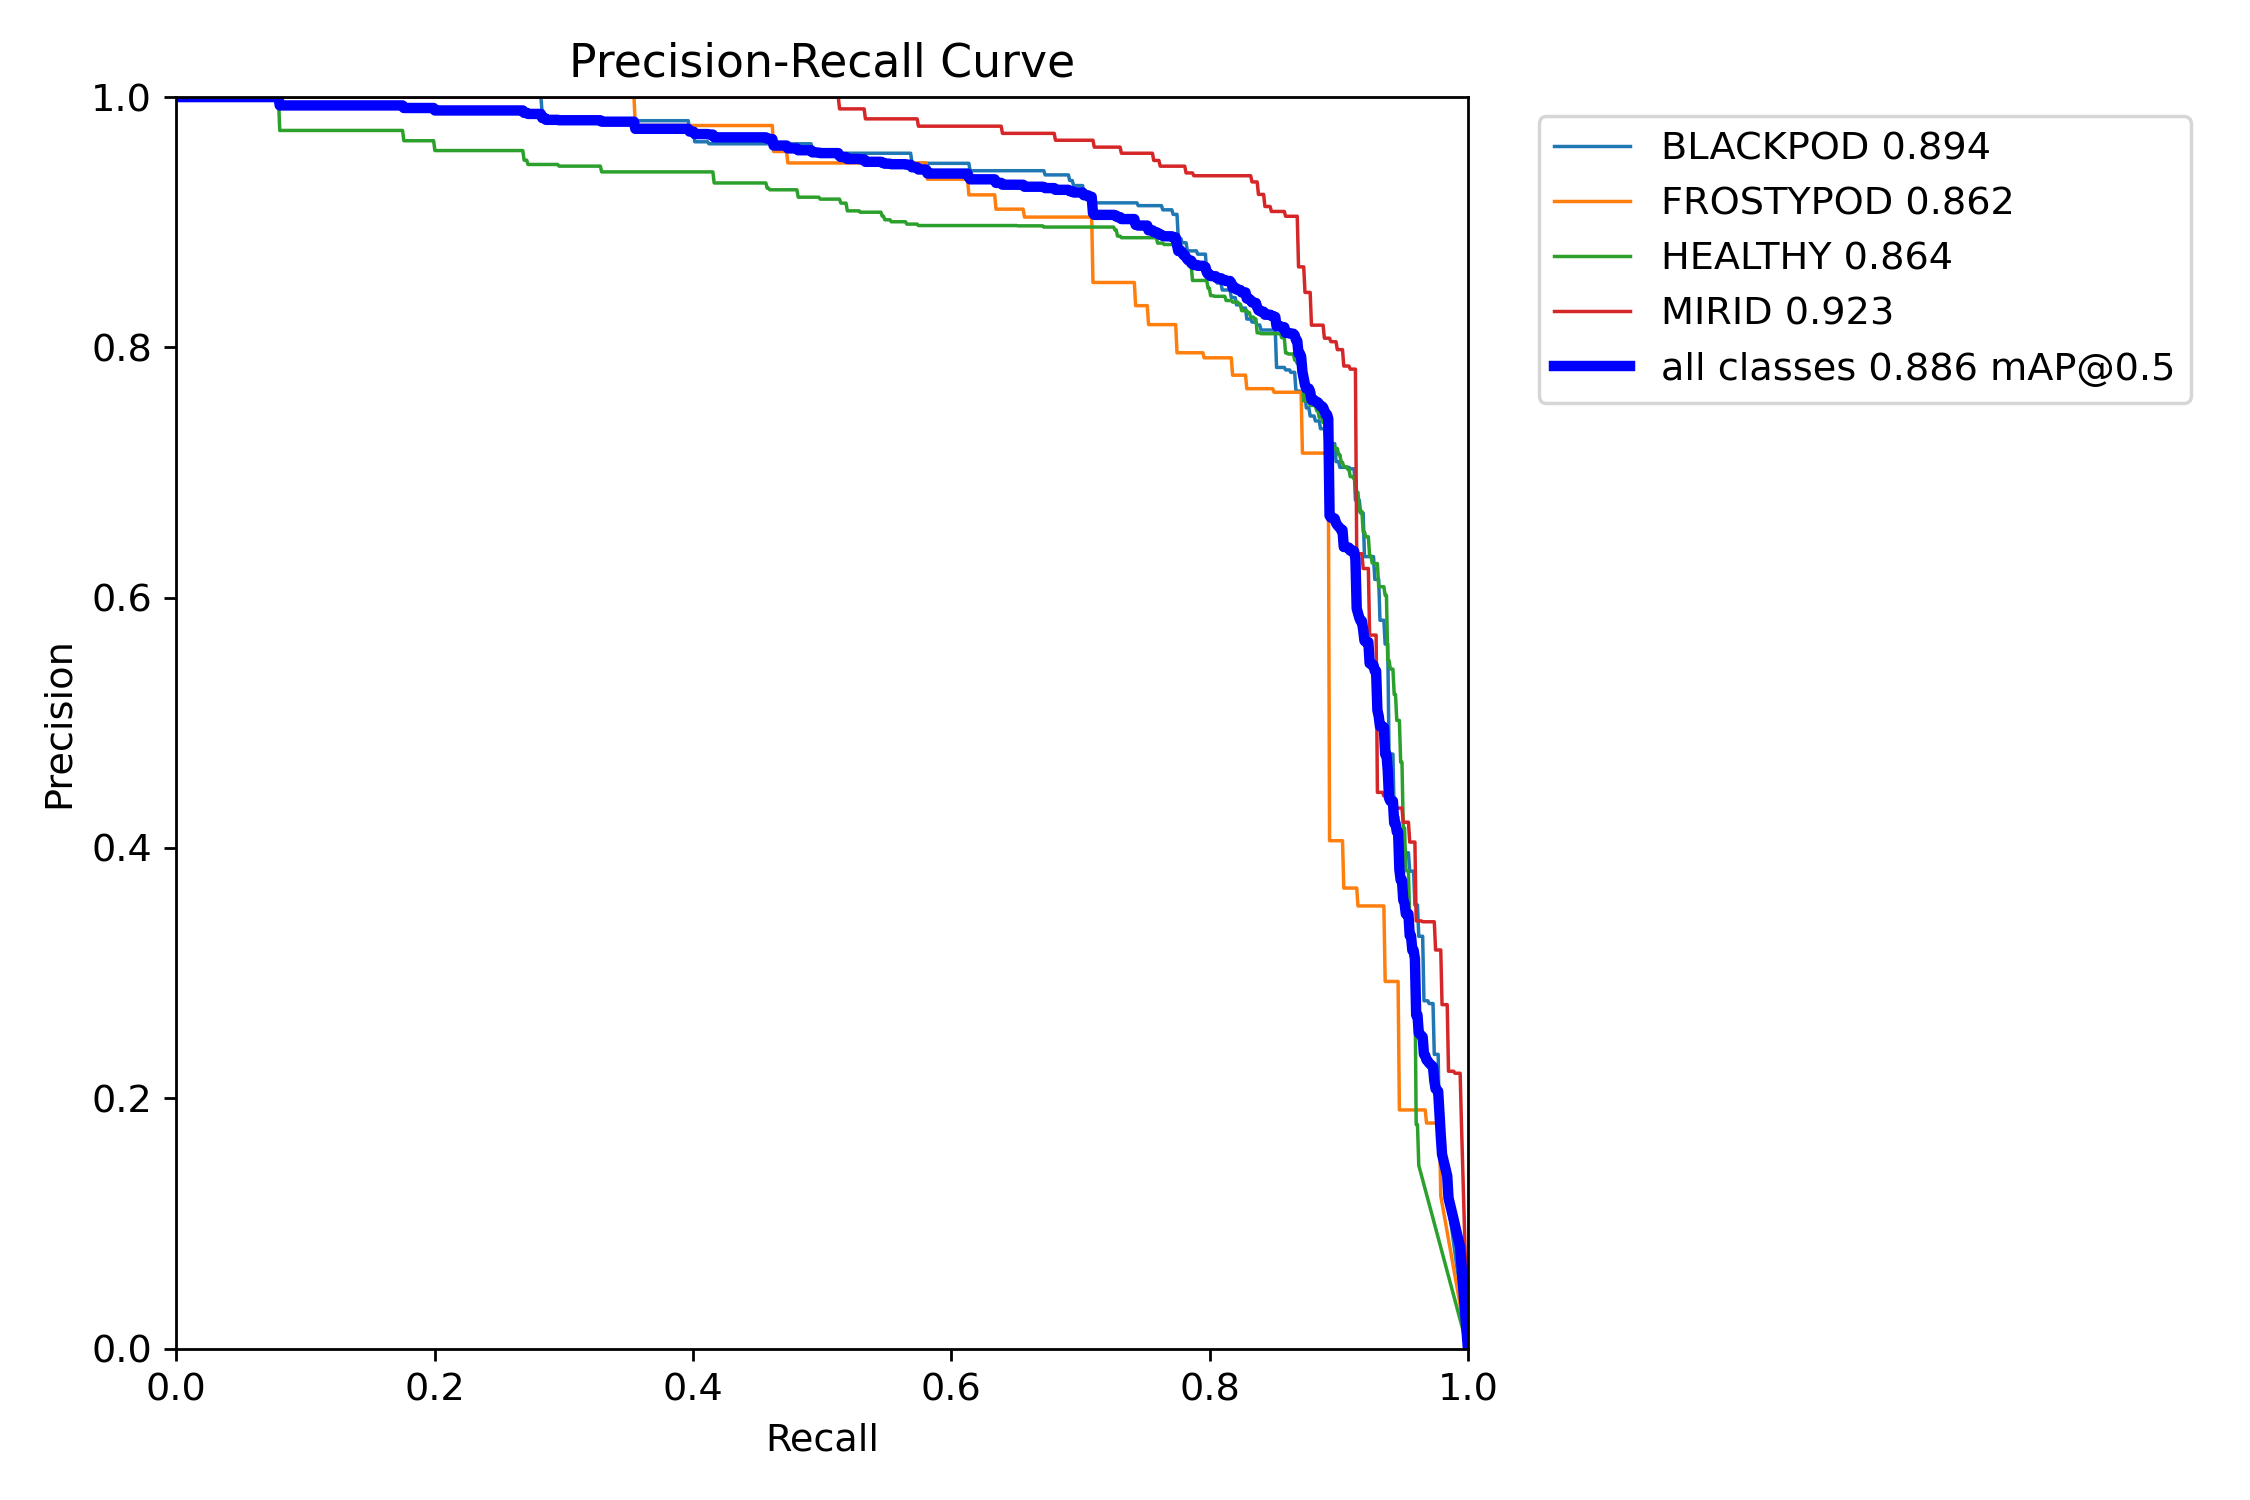 Precision-Recall Curve
1.0
0.8
0.6
0.4
0.2
0.0
Precision
0.0 0.2 0.4 0.6 0.8 1.0
Recall
BLACKPOD 0.894
FROSTYPOD 0.862
HEALTHY 0.864
MIRID 0.923
all classes 0.886 mAP@0.5